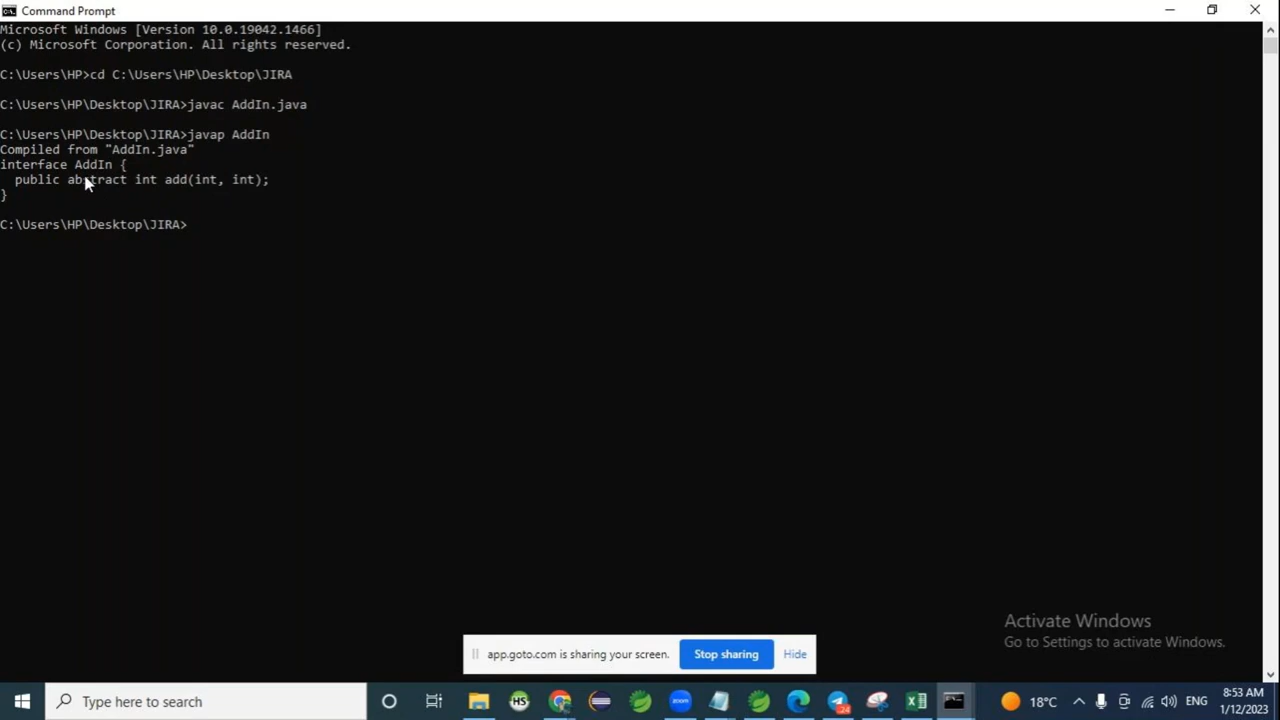 Command Prompt
Microsoft Windows [Version 10.0.19042.1466]
(c) Microsoft Corporation. All rights reserved.
C:\Users\HP>cd C:\Users\HP\Desktop\JIRA
C:\Users\HP\Desktop\JIRA>javac AddIn.java
C:\Users\HP\Desktop\JIRA>javap AddIn
Compiled from "AddIn.java"
interface AddIn {
  public abstract int add(int, int);
}
C:\Users\HP\Desktop\JIRA>
Activate Windows
Go to Settings to activate Windows.
app.goto.com is sharing your screen. Stop sharing Hide
Type here to search
HS
zoom
24
18°C
ENG
8:53 AM
1/12/2023